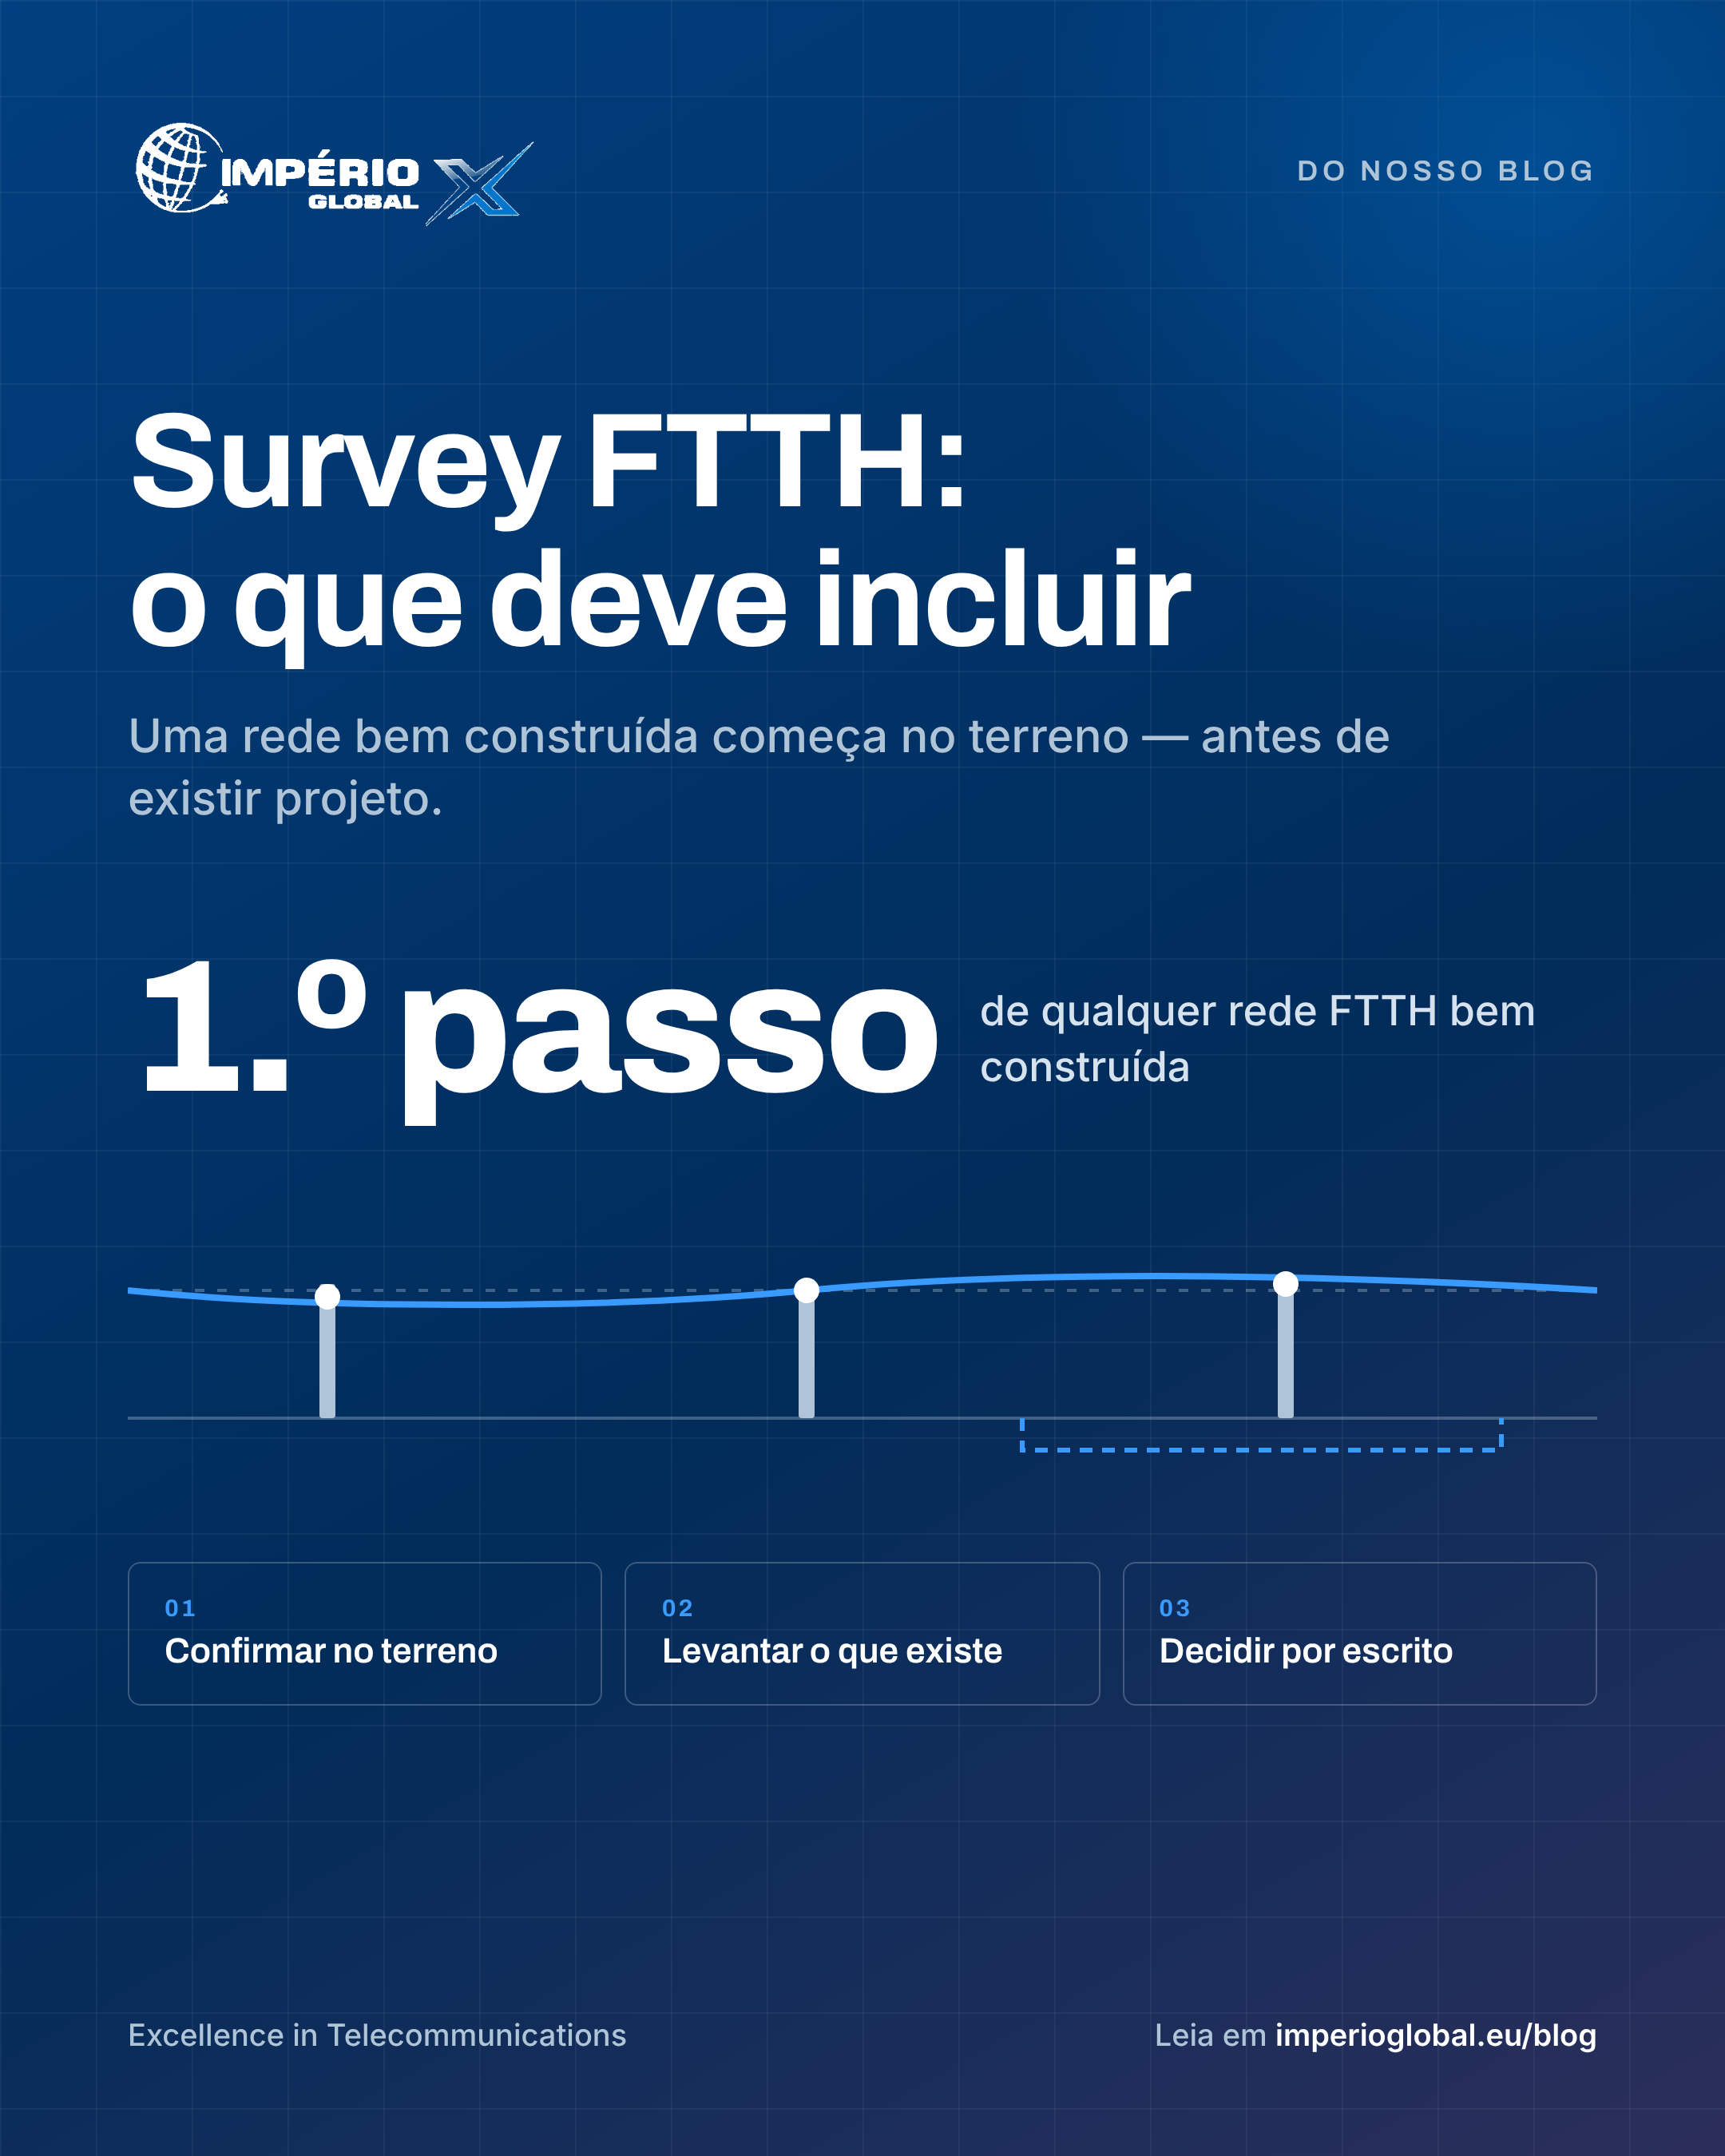 IMPÉRIO
GLOBAL X
DO NOSSO BLOG
Survey FTTH:
o que deve incluir
Uma rede bem construída começa no terreno — antes de
existir projeto.
1.º passo
de qualquer rede FTTH bem
construída
01
Confirmar no terreno
02
Levantar o que existe
03
Decidir por escrito
Excellence in Telecommunications
Leia em imperioglobal.eu/blog